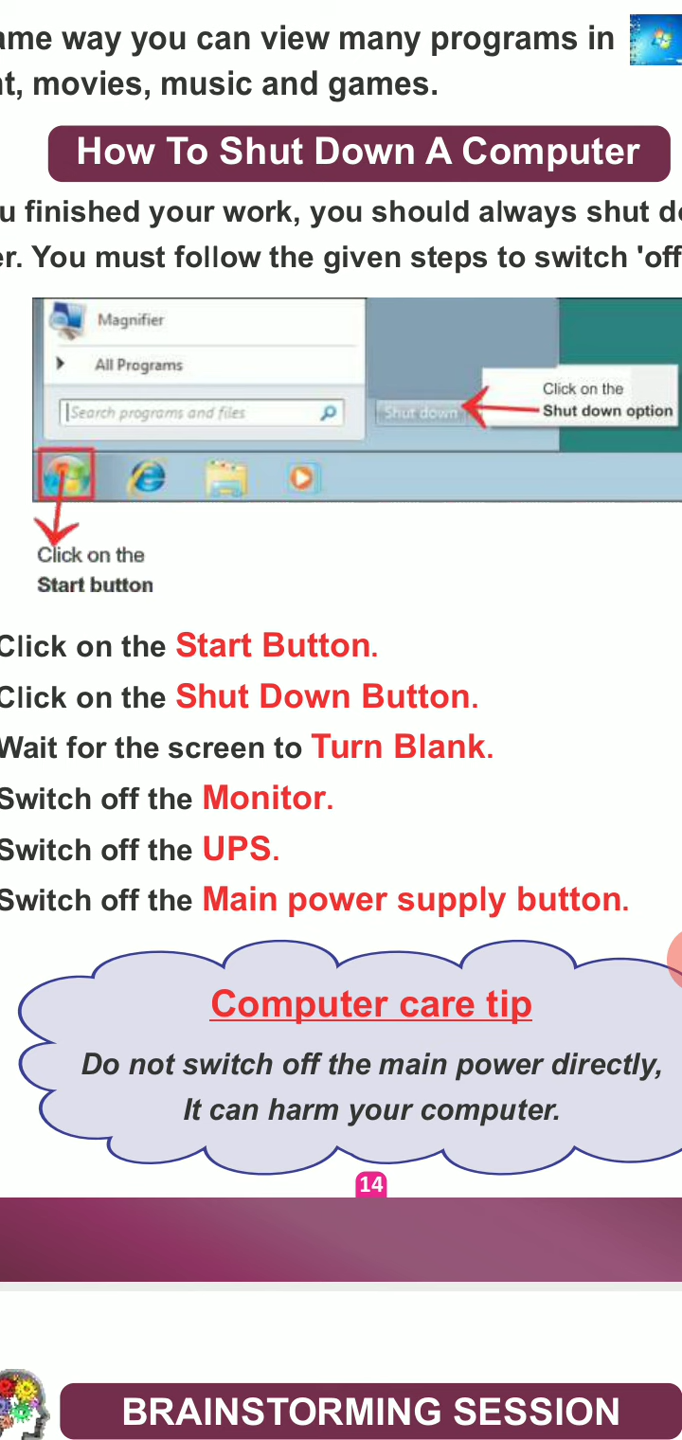 ame way you can view many programs in
t, movies, music and games.
How To Shut Down A Computer
u finished your work, you should always shut d
er. You must follow the given steps to switch 'off
Magnifier
All Programs
Search programs and files
Shut down
Click on the
Shut down option
Click on the
Start button
Click on the Start Button.
Click on the Shut Down Button.
Wait for the screen to Turn Blank.
Switch off the Monitor.
Switch off the UPS.
Switch off the Main power supply button.
Computer care tip
Do not switch off the main power directly,
It can harm your computer.
14
BRAINSTORMING SESSION